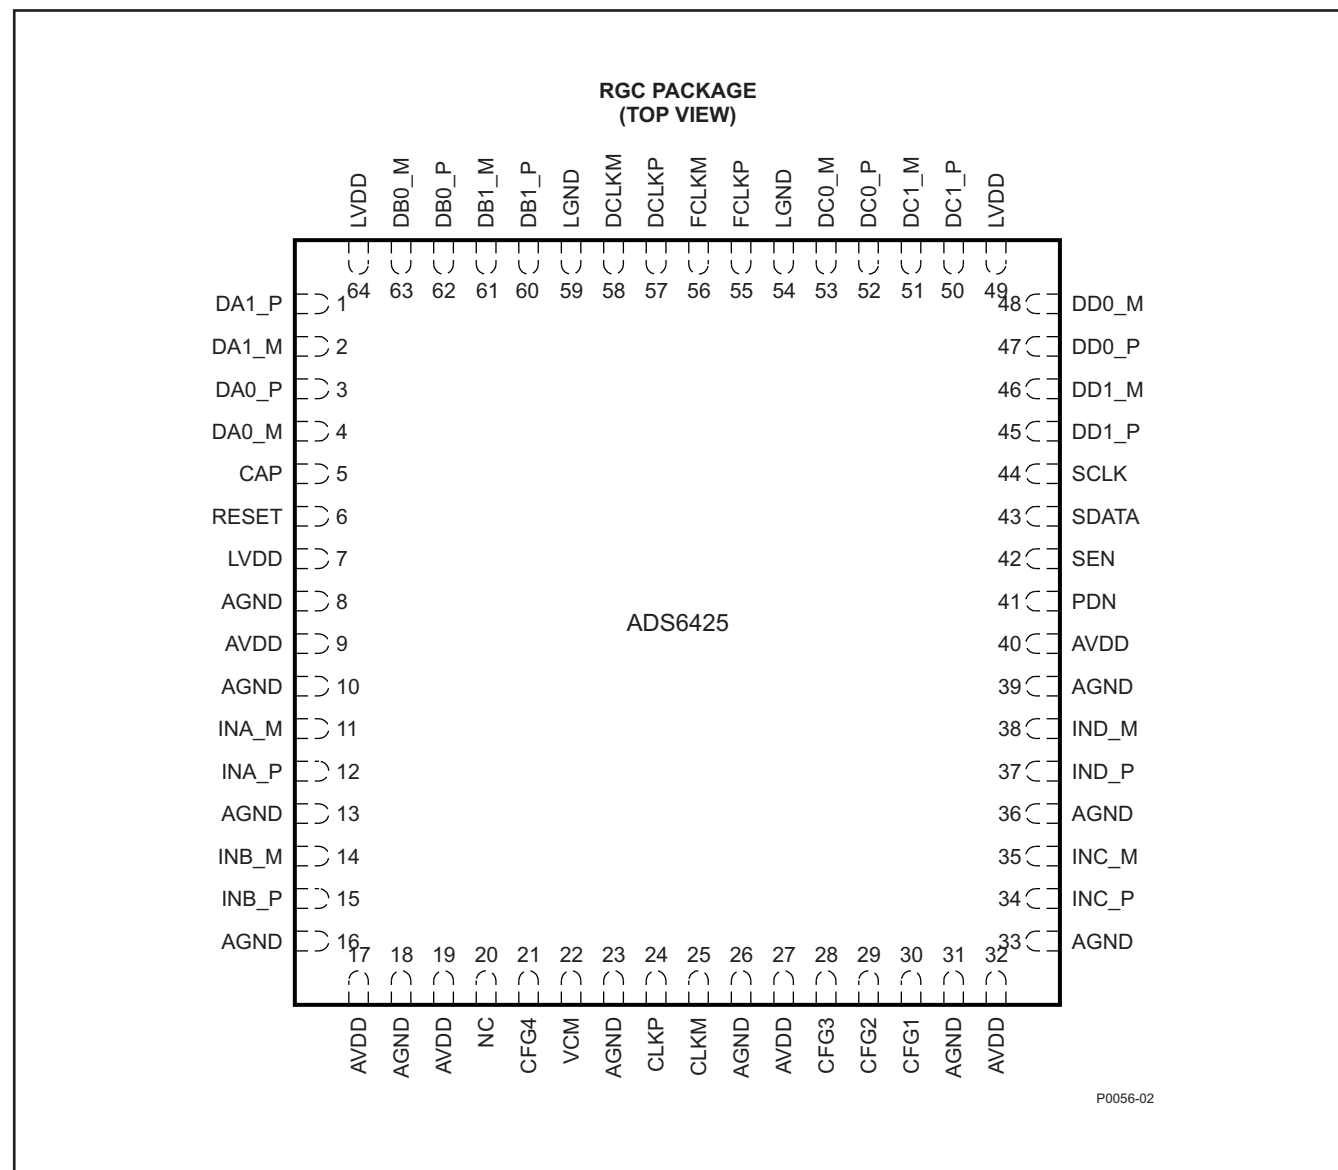 RGC PACKAGE
(TOP VIEW)
LVDD
DB0_M
DB0_P
DB1_M
DB1_P
LGND
DCLKM
DCLKP
FCLKM
FCLKP
LGND
DC0_M
DC0_P
DC1_M
DC1_P
LVDD
64 63 62 61 60 59 58 57 56 55 54 53 52 51 50 49
DA1_P 1 48 DD0_M
DA1_M 2 47 DD0_P
DA0_P 3 46 DD1_M
DA0_M 4 45 DD1_P
CAP 5 44 SCLK
RESET 6 43 SDATA
LVDD 7 42 SEN
AGND 8 41 PDN
ADS6425
AVDD 9 40 AVDD
AGND 10 39 AGND
INA_M 11 38 IND_M
INA_P 12 37 IND_P
AGND 13 36 AGND
INB_M 14 35 INC_M
INB_P 15 34 INC_P
AGND 16 33 AGND
17 18 19 20 21 22 23 24 25 26 27 28 29 30 31 32
AVDD
AGND
AVDD
NC
CFG4
VCM
AGND
CLKP
CLKM
AGND
AVDD
CFG3
CFG2
CFG1
AGND
AVDD
P0056-02